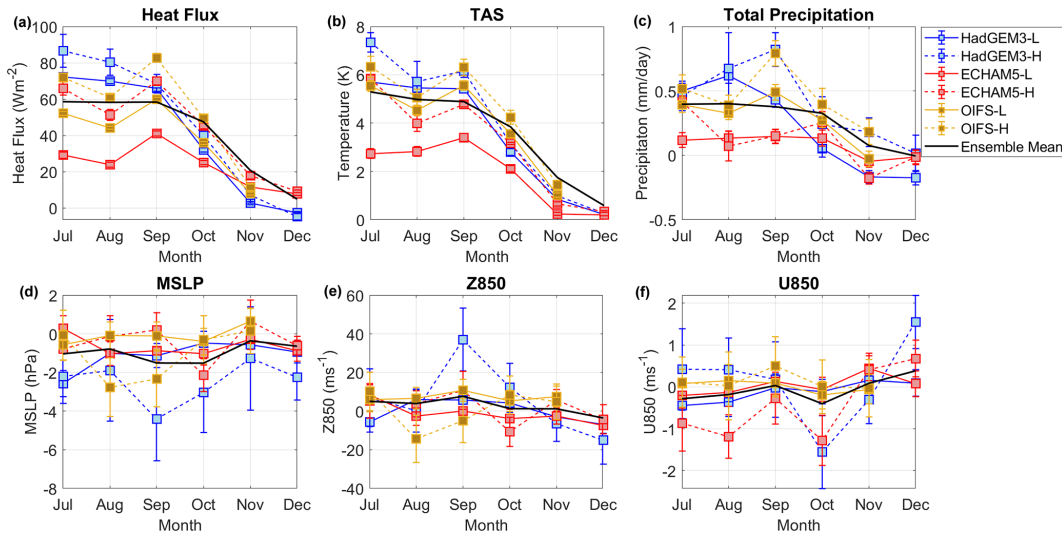 (a) Heat Flux
Heat Flux (Wm⁻²)
100
80
60
40
20
0
Jul Aug Sep Oct Nov Dec
Month
(b) TAS
Temperature (K)
8
6
4
2
0
Jul Aug Sep Oct Nov Dec
Month
(c) Total Precipitation
Precipitaton (mm/day)
1
0.5
0
-0.5
Jul Aug Sep Oct Nov Dec
Month
HadGEM3-L
HadGEM3-H
ECHAM5-L
ECHAM5-H
OIFS-L
OIFS-H
Ensemble Mean
(d) MSLP
MSLP (hPa)
2
0
-2
-4
-6
-8
Jul Aug Sep Oct Nov Dec
Month
(e) Z850
Z850 (ms⁻¹)
60
40
20
0
-20
-40
Jul Aug Sep Oct Nov Dec
Month
(f) U850
U850 (ms⁻¹)
2
1
0
-1
-2
Jul Aug Sep Oct Nov Dec
Month